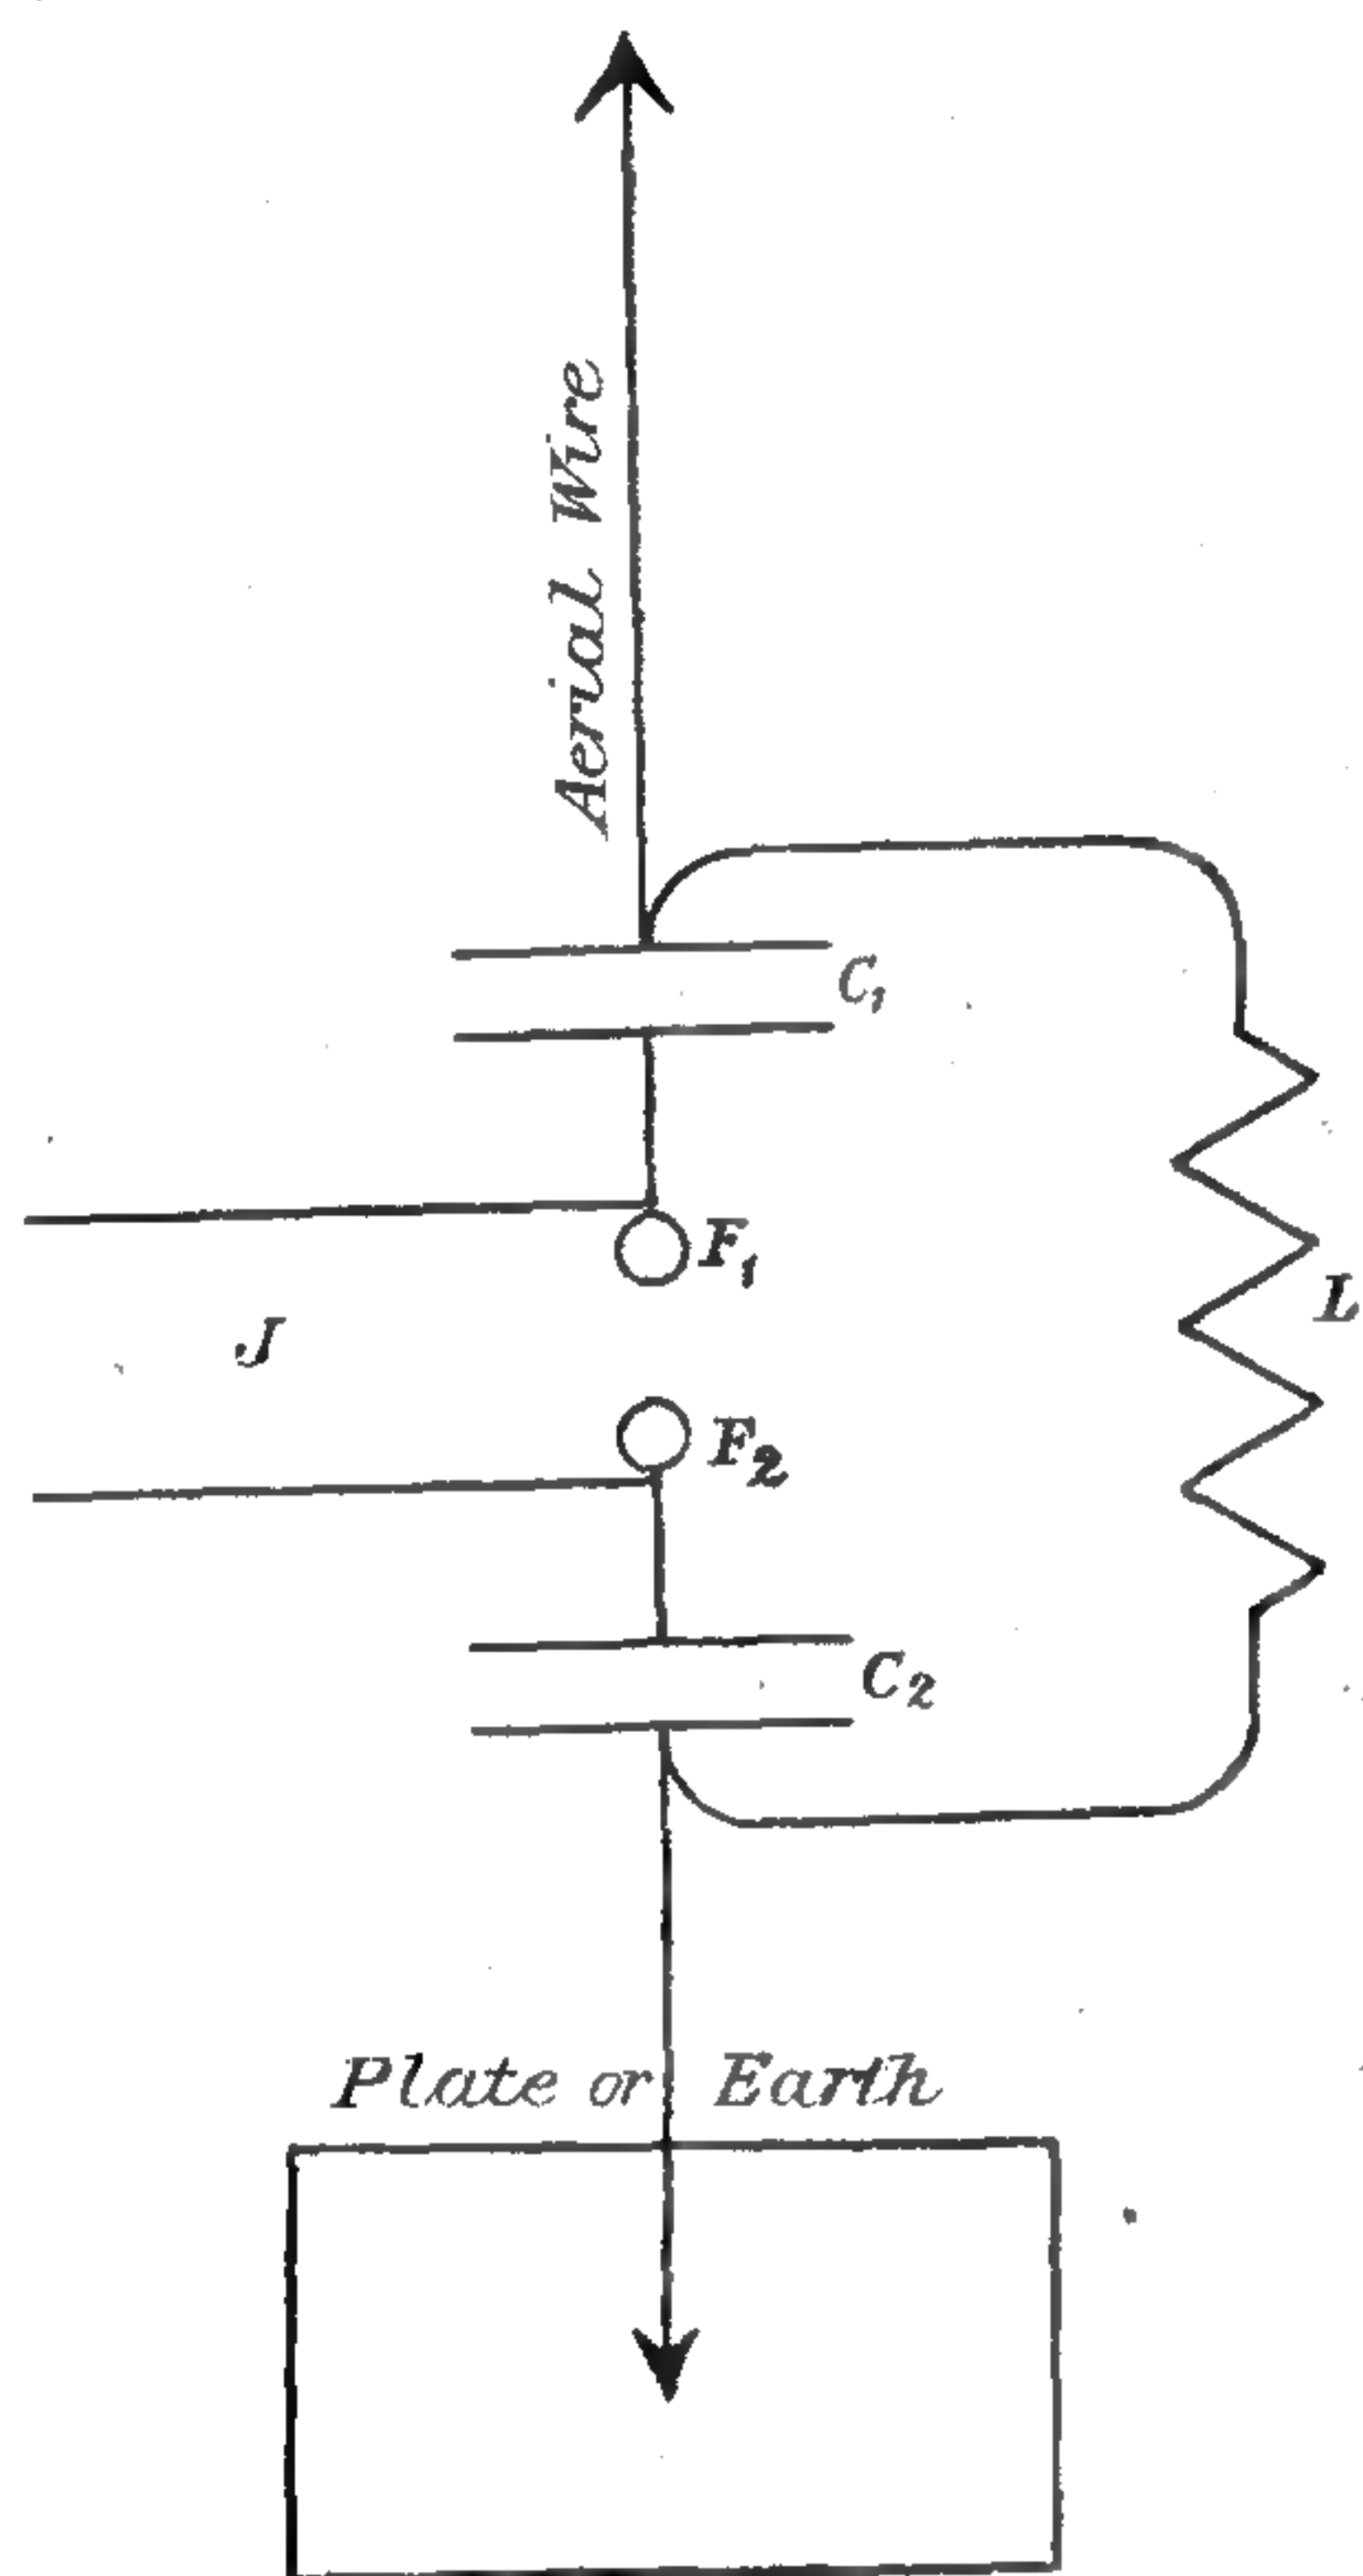 Aerial Wire
C₁
F₁
J
L
F₂
C₂
Plate or Earth